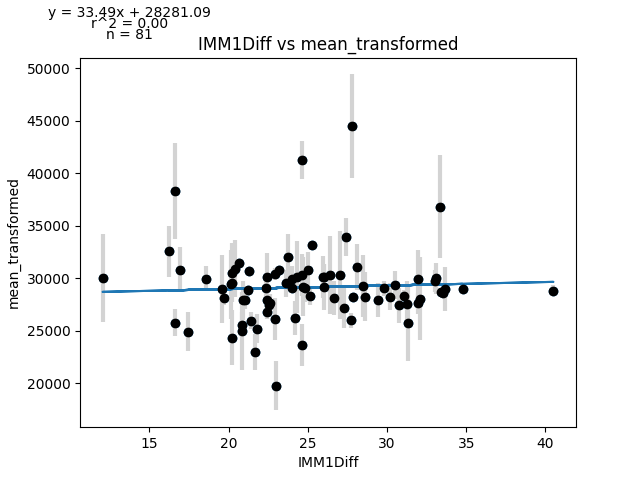 y = 33.49x + 28281.09
r^2 = 0.00
n = 81
IMM1Diff vs mean_transformed
50000
45000
40000
35000
30000
25000
20000
mean_transformed
15 20 25 30 35 40
IMM1Diff